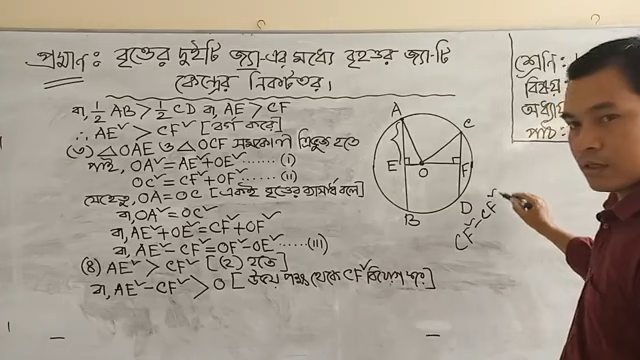 প্রমাণ: বৃত্তের দুইটি জ্যা-এর মধ্যে বৃহত্তর জ্যা-টি
কেন্দ্রের নিকটতর।
বা, 1/2 AB > 1/2 CD বা, AE > CF
∴ AE² > CF² [বর্গ করে]
(৩) △OAE ও △OCF সমকোণী ত্রিভুজ হতে
পাই, OA² = AE² + OE² ...... (i)
OC² = CF² + OF² ...... (ii)
যেহেতু, OA = OC [একই বৃত্তের ব্যাসার্ধ বলে]
বা, OA² = OC²
বা, AE² + OE² = CF² + OF²
বা, AE² - CF² = OF² - OE² ...... (iii)
(৪) AE² > CF² [(২) হতে]
বা, AE² - CF² > 0 [উভয় পক্ষ থেকে CF² বিয়োগ করে]
A
C
E
O
F
B
D
CF² - CF²
শ্রেণি:
বিষয়
অধ্যায়
পাঠ: